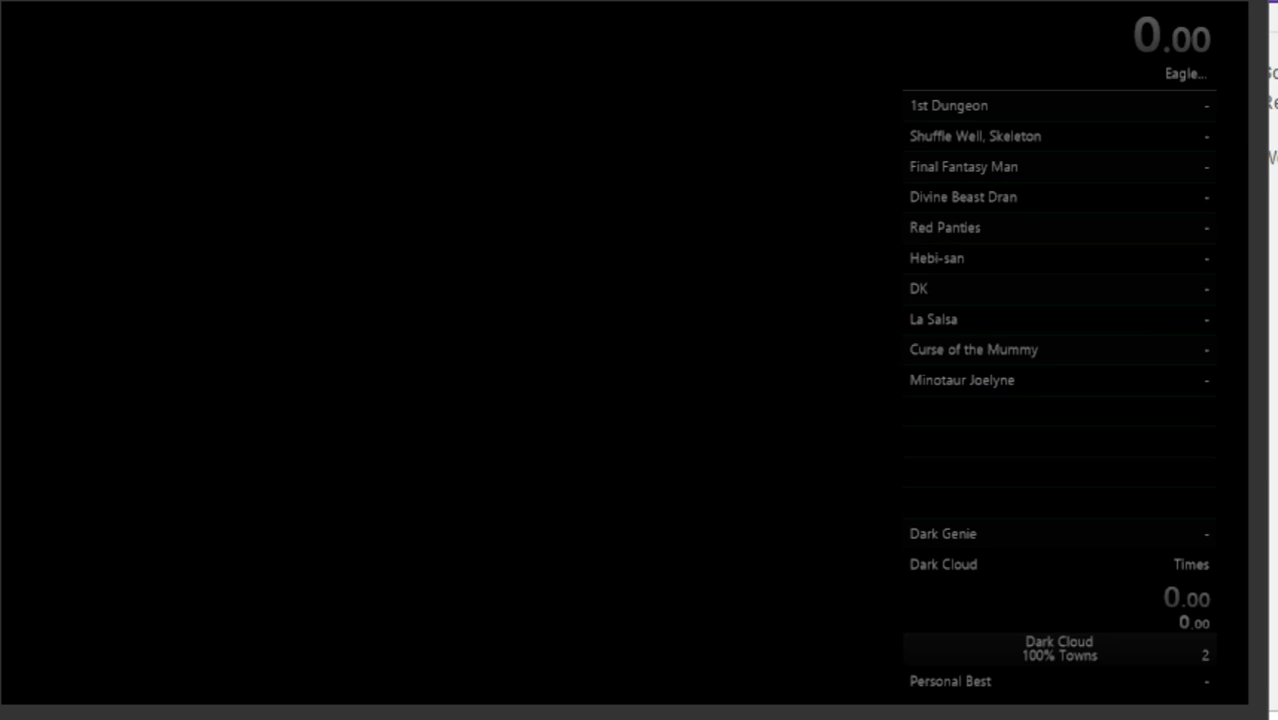 0.00
Eagle...
1st Dungeon -
Shuffle Well, Skeleton -
Final Fantasy Man -
Divine Beast Dran -
Red Panties -
Hebi-san -
DK -
La Salsa -
Curse of the Mummy -
Minotaur Joelyne -
Dark Genie -
Dark Cloud Times
0.00
0.00
Dark Cloud
100% Towns 2
Personal Best -